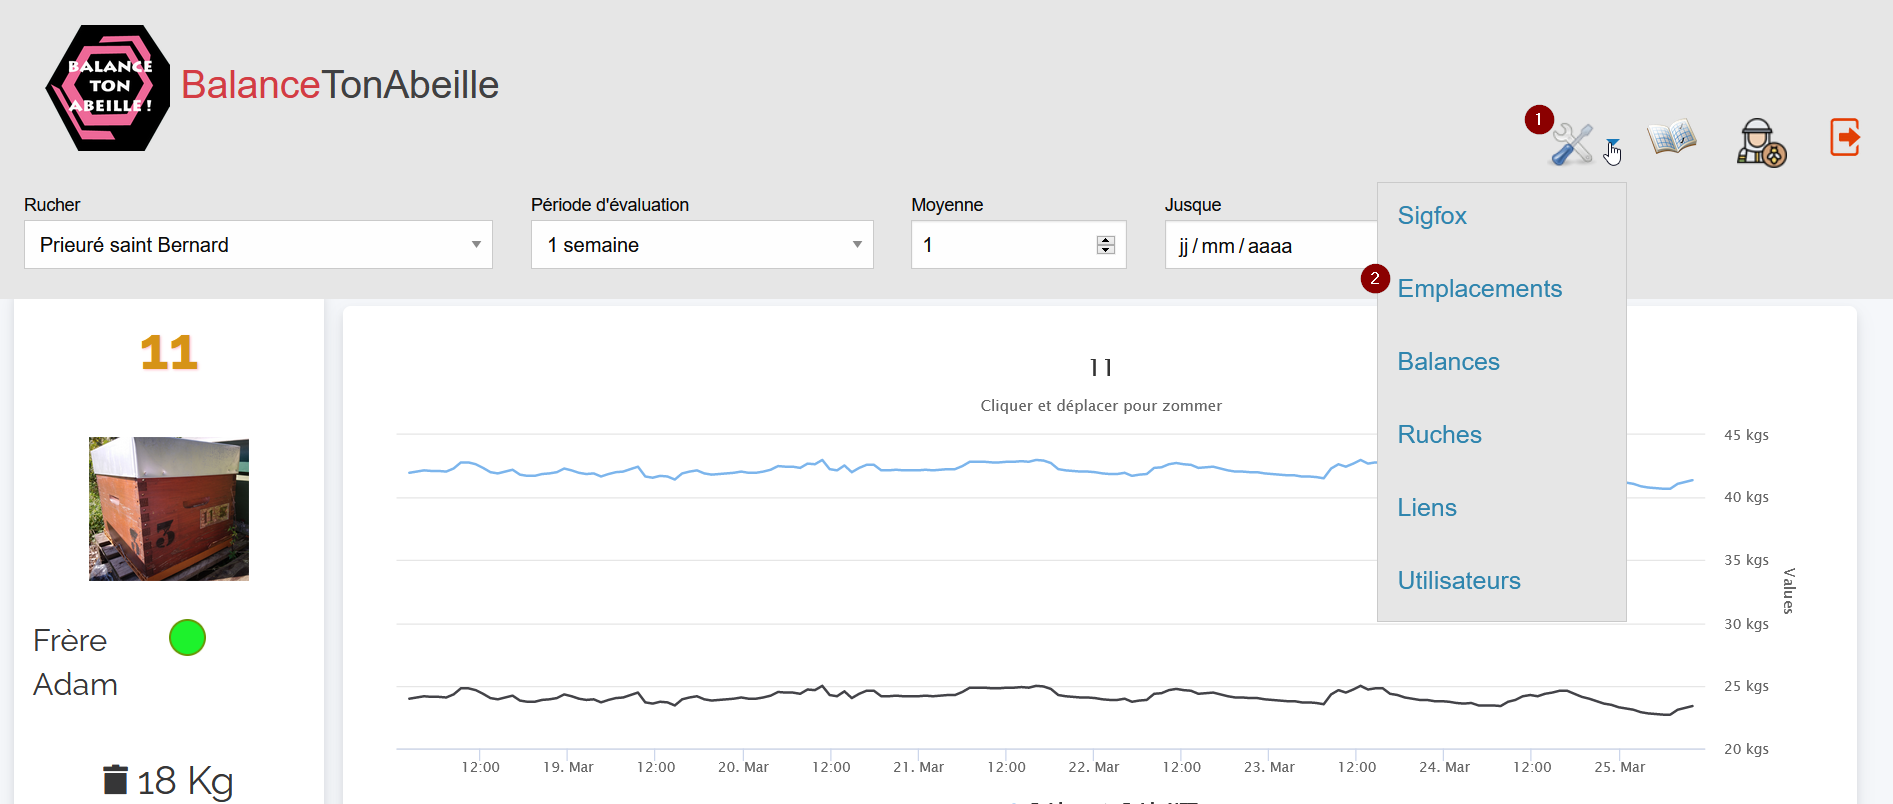 BALANCE
TON
ABEILLE !
BalanceTonAbeille
1
Rucher
Période d'évaluation
Moyenne
Jusque
Prieuré saint Bernard
1 semaine
1
jj / mm / aaaa
Sigfox
2
Emplacements
Balances
Ruches
Liens
Utilisateurs
11
3
11
Frère
Adam
18 Kg
11
Cliquer et déplacer pour zommer
45 kgs
40 kgs
35 kgs
30 kgs
25 kgs
20 kgs
Values
12:00
19. Mar
12:00
20. Mar
12:00
21. Mar
12:00
22. Mar
12:00
23. Mar
12:00
24. Mar
12:00
25. Mar